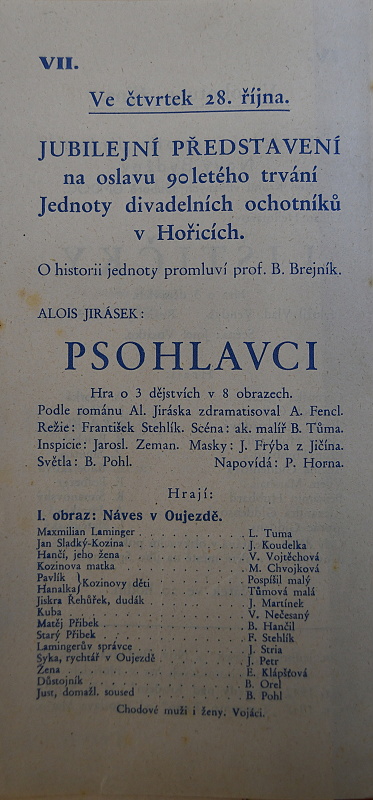 VII.
Ve čtvrtek 28. října.
JUBILEJNÍ PŘEDSTAVENÍ
na oslavu 90letého trvání
Jednoty divadelních ochotníků
v Hořicích.
O historii jednoty promluví prof. B. Brejník.
ALOIS JIRÁSEK:
PSOHLAVCI
Hra o 3 dějstvích v 8 obrazech.
Podle románu Al. Jiráska zdramatisoval A. Fencl.
Režie: František Stehlík. Scéna: ak. malíř B. Tůma.
Inspicie: Jarosl. Zeman. Masky: J. Frýba z Jičína.
Světla: B. Pohl. Napovídá: P. Horna.
Hrají:
I. obraz: Náves v Oujezdě.
Maxmilian Laminger . . . . . . . . . L. Tuma
Jan Sladký-Kozina . . . . . . . . . J. Koudelka
Hančí, jeho žena . . . . . . . . . V. Vojtěchová
Kozinova matka . . . . . . . . . M. Chvojková
Pavlík } Kozinovy děti . . . . . . Pospíšil malý
Hanalka . . . . . . Tůmová malá
Jiskra Řehůřek, dudák . . . . . . . . J. Martínek
Kuba . . . . . . . . . . . V. Nečesaný
Matěj Přibek . . . . . . . . . . B. Hančil
Starý Přibek . . . . . . . . . . F. Stehlík
Lamingerův správce . . . . . . . . J. Stria
Syka, rychtář v Oujezdě . . . . . . . J. Petr
Žena . . . . . . . . . . . E. Klápšťová
Důstojník . . . . . . . . . . B. Orel
Just, domažl. soused . . . . . . . . B. Pohl
Chodové muži i ženy. Vojáci.